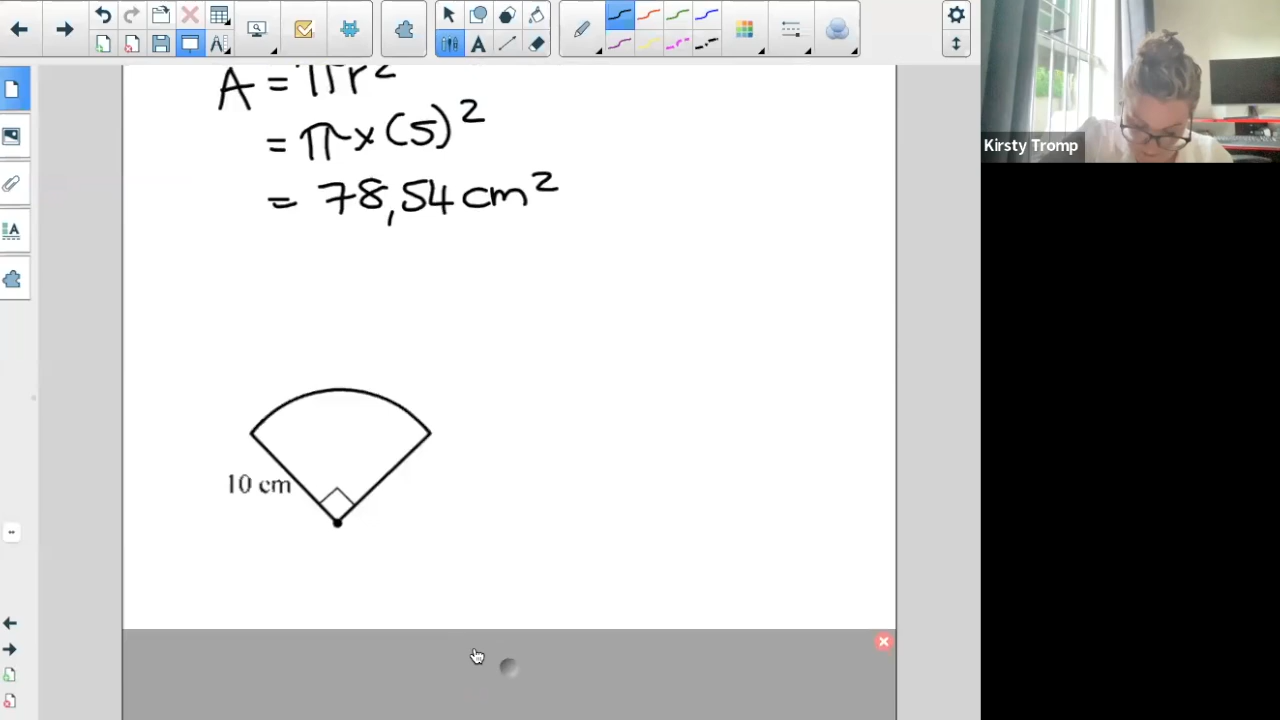 A = πr²
= π × (5)²
= 78,54 cm²
10 cm
Kirsty Tromp